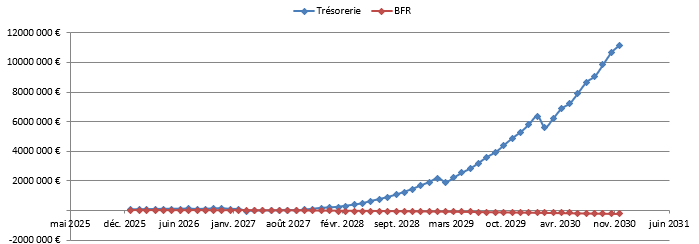 Trésorerie BFR
12000 000 €
10000 000 €
8000 000 €
6000 000 €
4000 000 €
2000 000 €
mai 2025 déc. 2025 juin 2026 janv. 2027 août 2027 févr. 2028 sept. 2028 mars 2029 oct. 2029 avr. 2030 nov. 2030 juin 2031
-2000 000 €